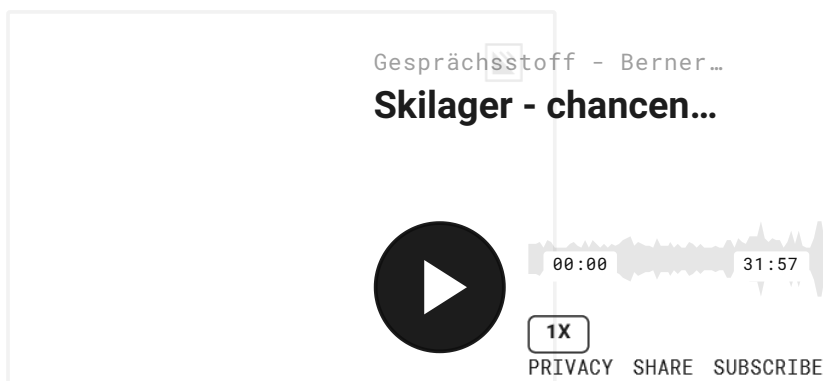 Gesprächsstoff - Berner…
Skilager - chancen…
00:00 31:57
1X
PRIVACY SHARE SUBSCRIBE